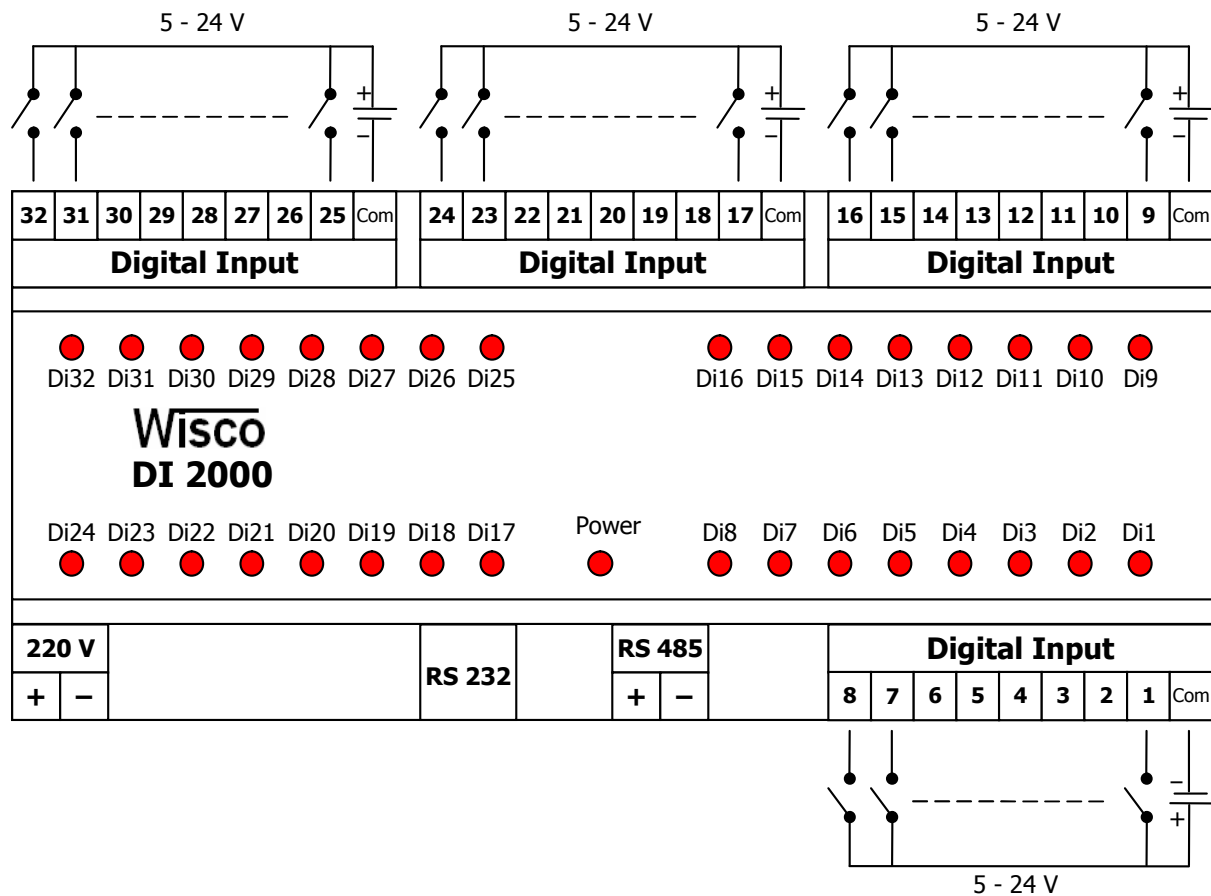 5 - 24 V 5 - 24 V 5 - 24 V
+ + +
– – –
32 31 30 29 28 27 26 25 Com 24 23 22 21 20 19 18 17 Com 16 15 14 13 12 11 10 9 Com
Digital Input Digital Input Digital Input
Di32 Di31 Di30 Di29 Di28 Di27 Di26 Di25 Di16 Di15 Di14 Di13 Di12 Di11 Di10 Di9
Wisco
DI 2000
Di24 Di23 Di22 Di21 Di20 Di19 Di18 Di17 Power Di8 Di7 Di6 Di5 Di4 Di3 Di2 Di1
220 V RS 232 RS 485 Digital Input
+ – + – 8 7 6 5 4 3 2 1 Com
–
+
5 - 24 V